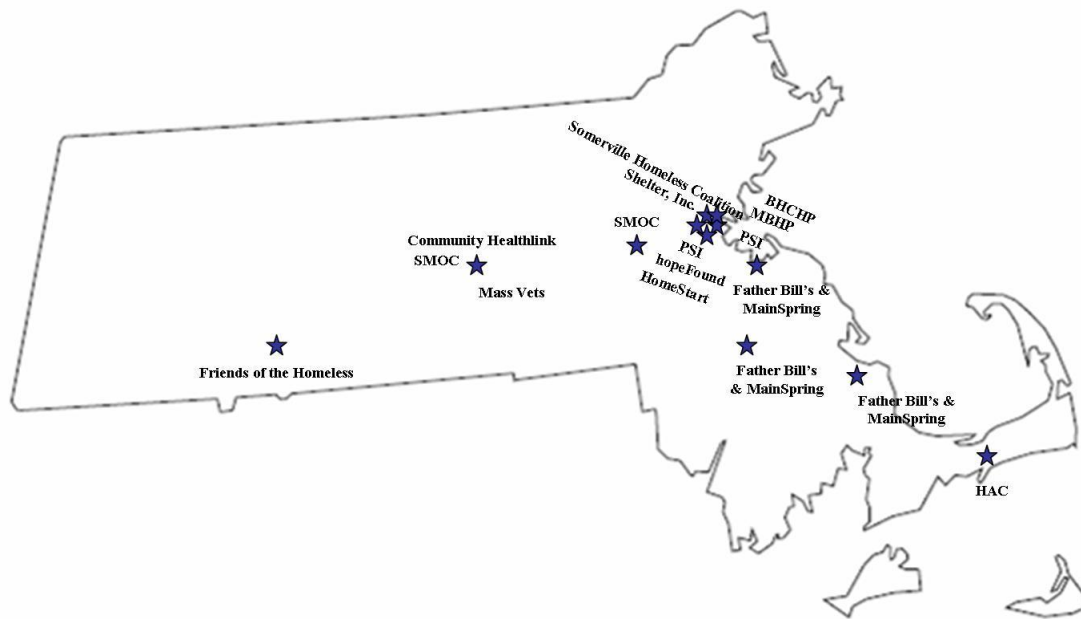 Somerville Homeless Coalition
Shelter, Inc.
BHCHP
MBHP
PSI
SMOC
PSI
hopeFound
HomeStart
Community Healthlink
SMOC
Mass Vets
Father Bill's &
MainSpring
Friends of the Homeless
Father Bill's
& MainSpring
Father Bill's &
MainSpring
HAC